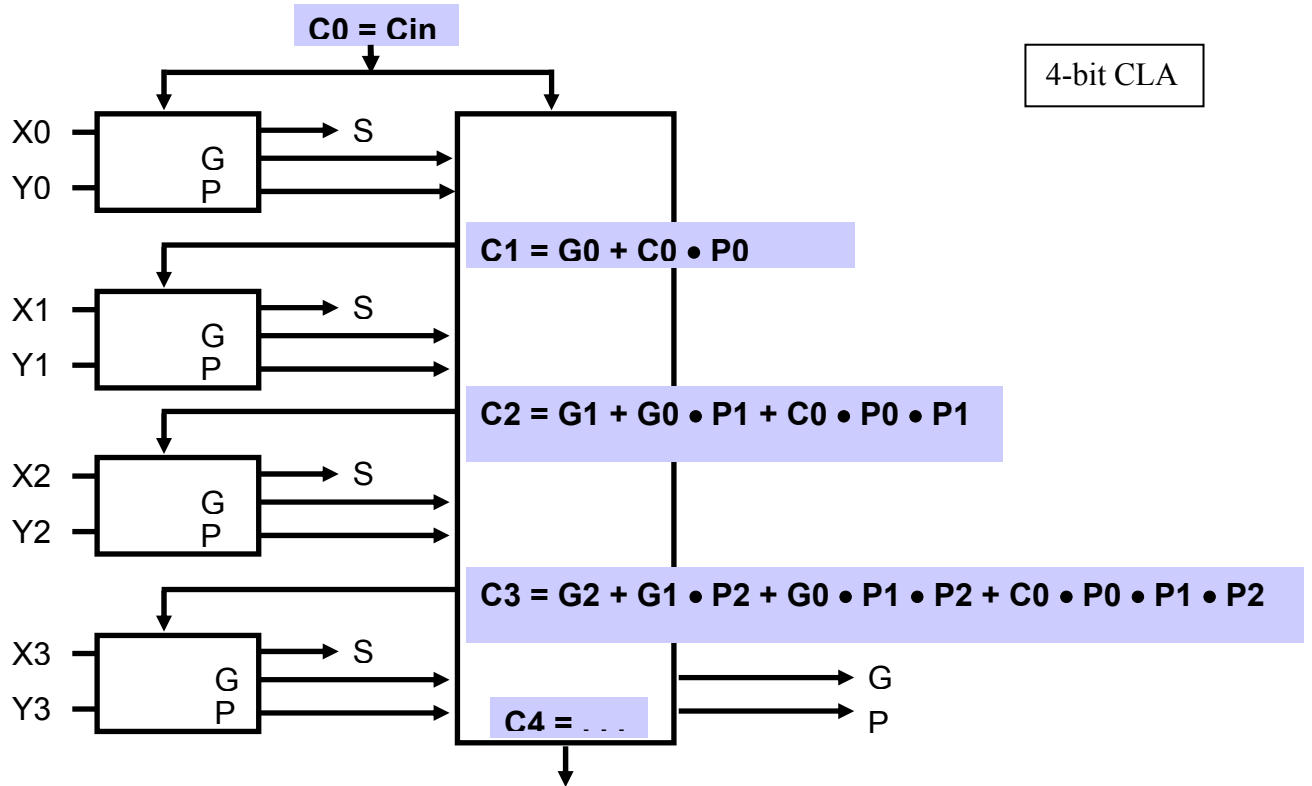 C0 = Cin
4-bit CLA
X0
S
G
Y0
P
C1 = G0 + C0 • P0
X1
S
G
Y1
P
C2 = G1 + G0 • P1 + C0 • P0 • P1
X2
S
G
Y2
P
C3 = G2 + G1 • P2 + G0 • P1 • P2 + C0 • P0 • P1 • P2
X3
S
G
G
Y3
P
C4 = . . .
P